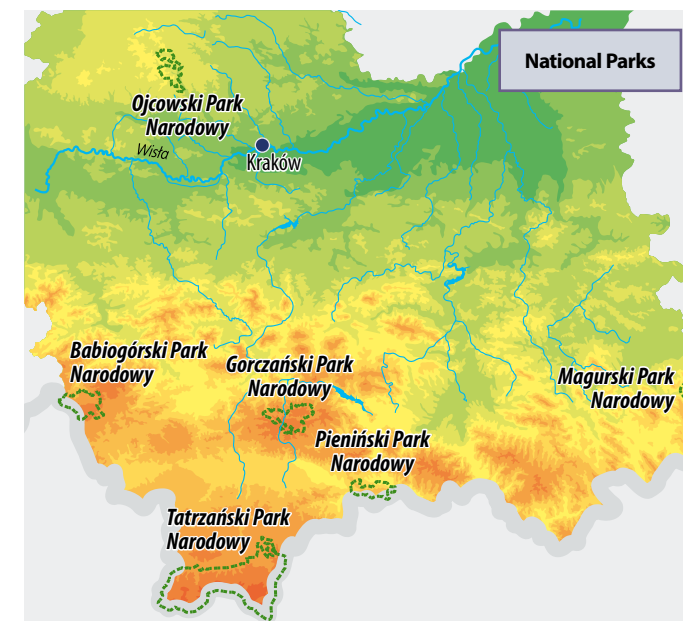 National Parks
Ojcowski Park
Narodowy
Wisła
Kraków
Babiogórski Park
Narodowy
Gorczański Park
Narodowy
Magurski Park
Narodowy
Pieniński Park
Narodowy
Tatrzański Park
Narodowy